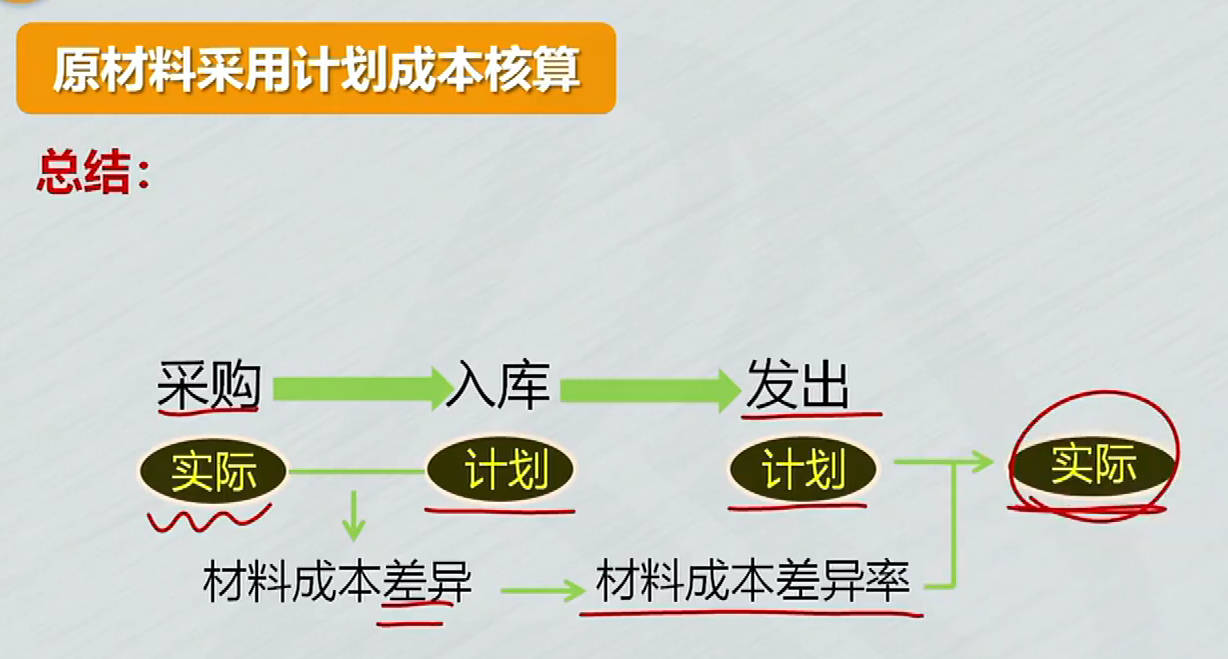 原材料采用计划成本核算
总结：
采购 入库 发出
实际 计划 计划 实际
材料成本差异 材料成本差异率